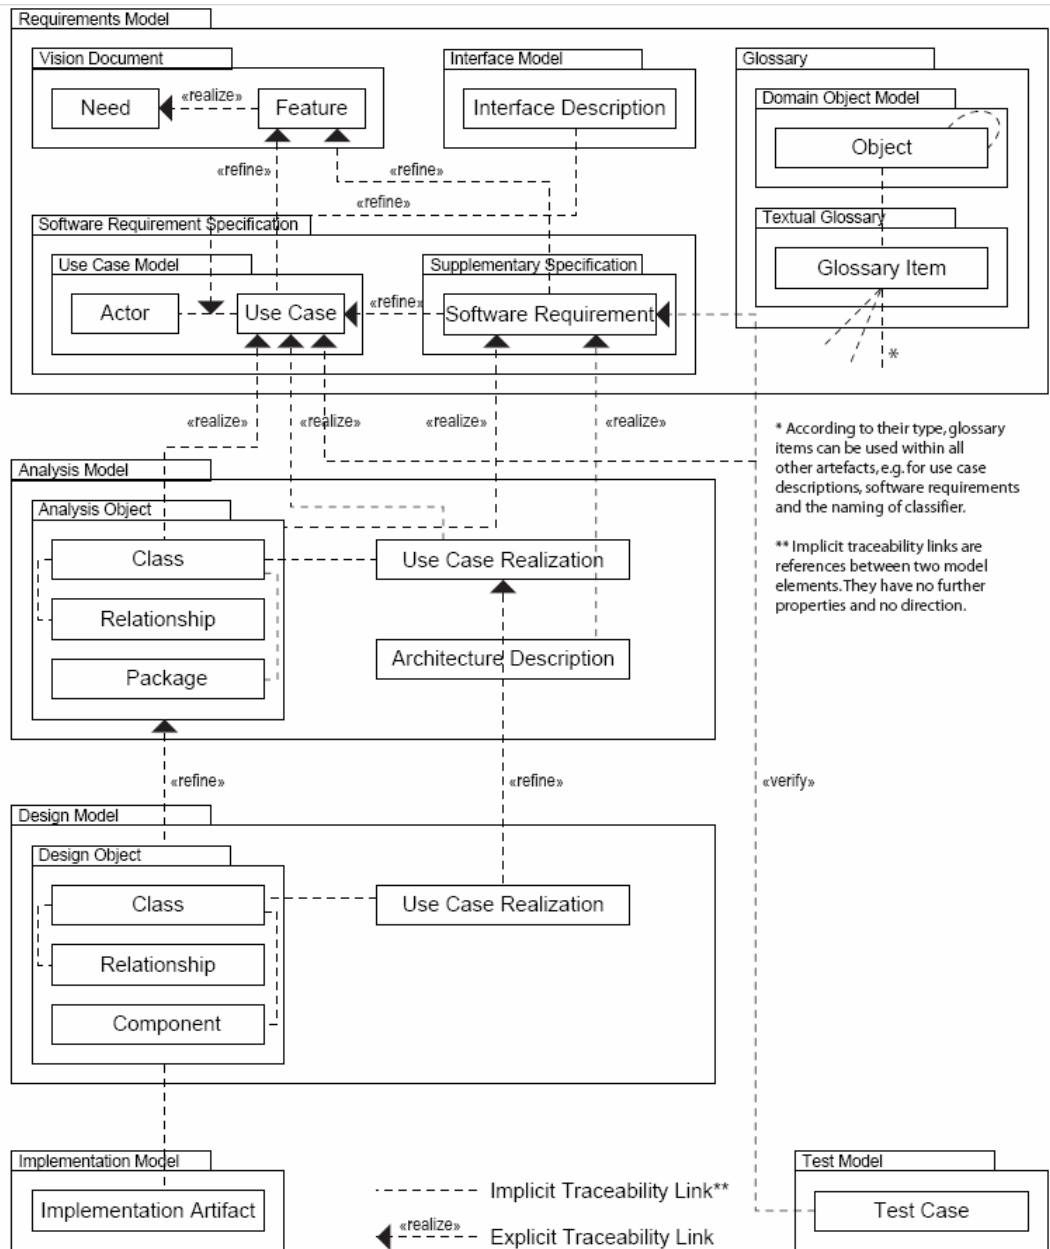 Requirements Model
Vision Document
Interface Model
Glossary
Need
«realize»
Feature
Interface Description
Domain Object Model
Object
«refine»
«refine»
«refine»
Software Requirement Specification
Textual Glossary
Use Case Model
Supplementary Specification
Glossary Item
Actor
Use Case
«refine»
Software Requirement
*
«realize»
«realize»
«realize»
«realize»
* According to their type, glossary
items can be used within all
other artefacts, e.g. for use case
descriptions, software requirements
and the naming of classifier.
** Implicit traceability links are
references between two model
elements. They have no further
properties and no direction.
Analysis Model
Analysis Object
Class
Use Case Realization
Relationship
Architecture Description
Package
«refine»
«refine»
«verify»
Design Model
Design Object
Class
Use Case Realization
Relationship
Component
Implementation Model
Implementation Artifact
Implicit Traceability Link**
«realize»
Explicit Traceability Link
Test Model
Test Case